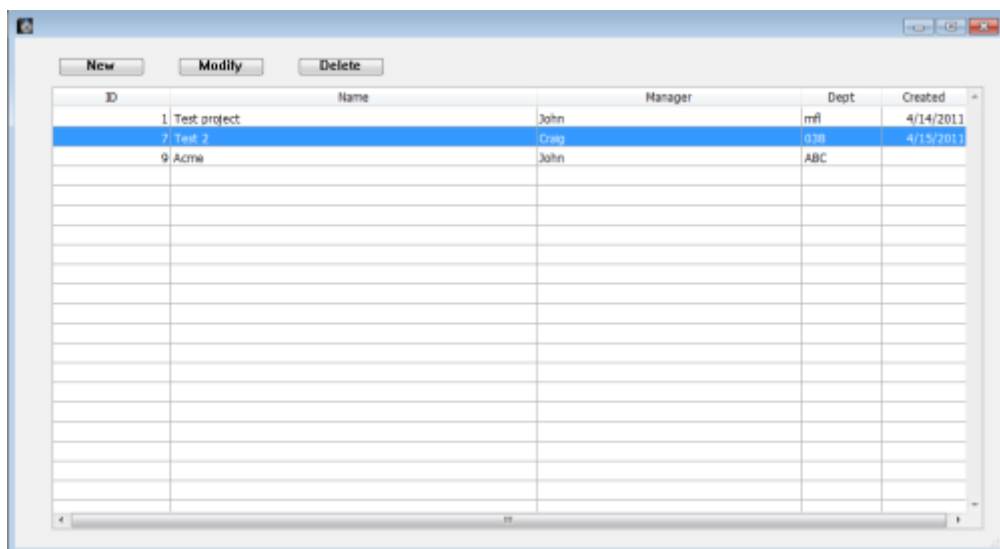 New Modify Delete
ID Name Manager Dept Created
1 Test project John mfl 4/14/2011
7 Test 2 Craig 038 4/15/2011
9 Acme John ABC